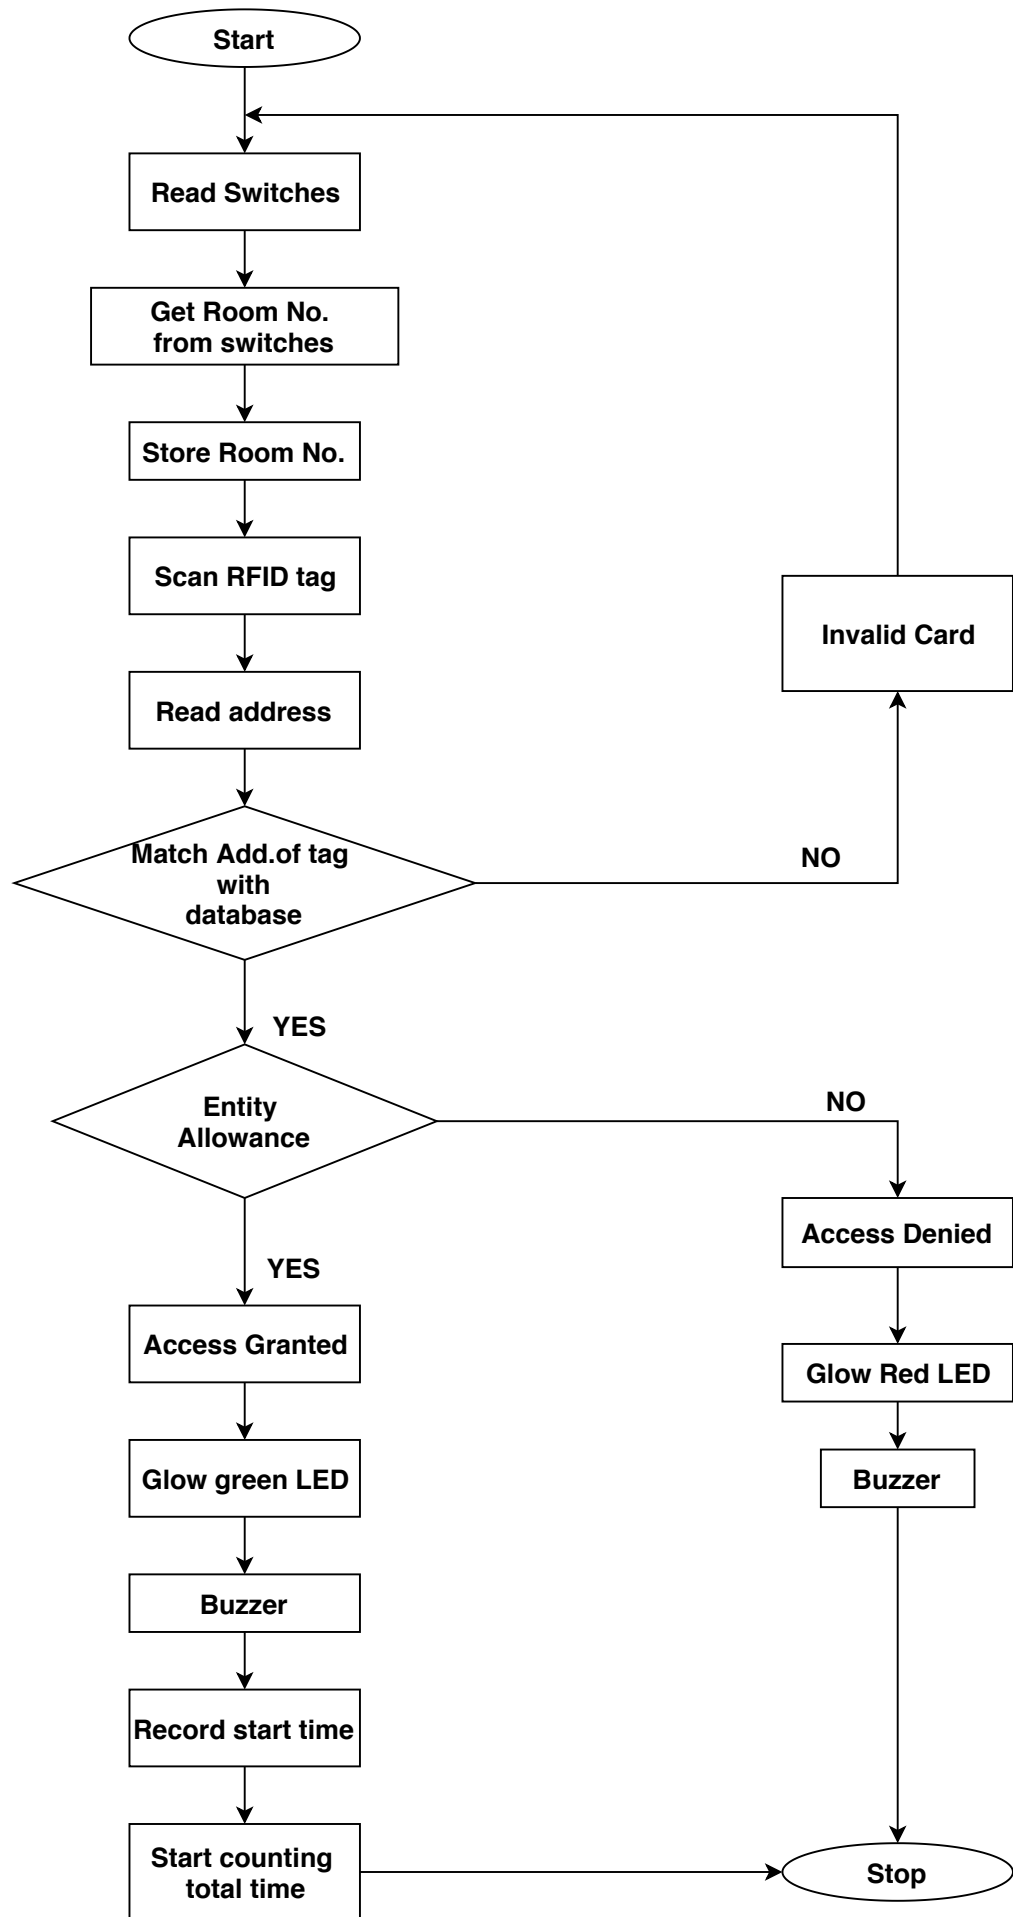 Start
Read Switches
Get Room No.
from switches
Store Room No.
Scan RFID tag
Invalid Card
Read address
Match Add.of tag
with
database
NO
YES
Entity
Allowance
NO
Access Denied
YES
Access Granted
Glow Red LED
Glow green LED
Buzzer
Buzzer
Record start time
Start counting
total time
Stop